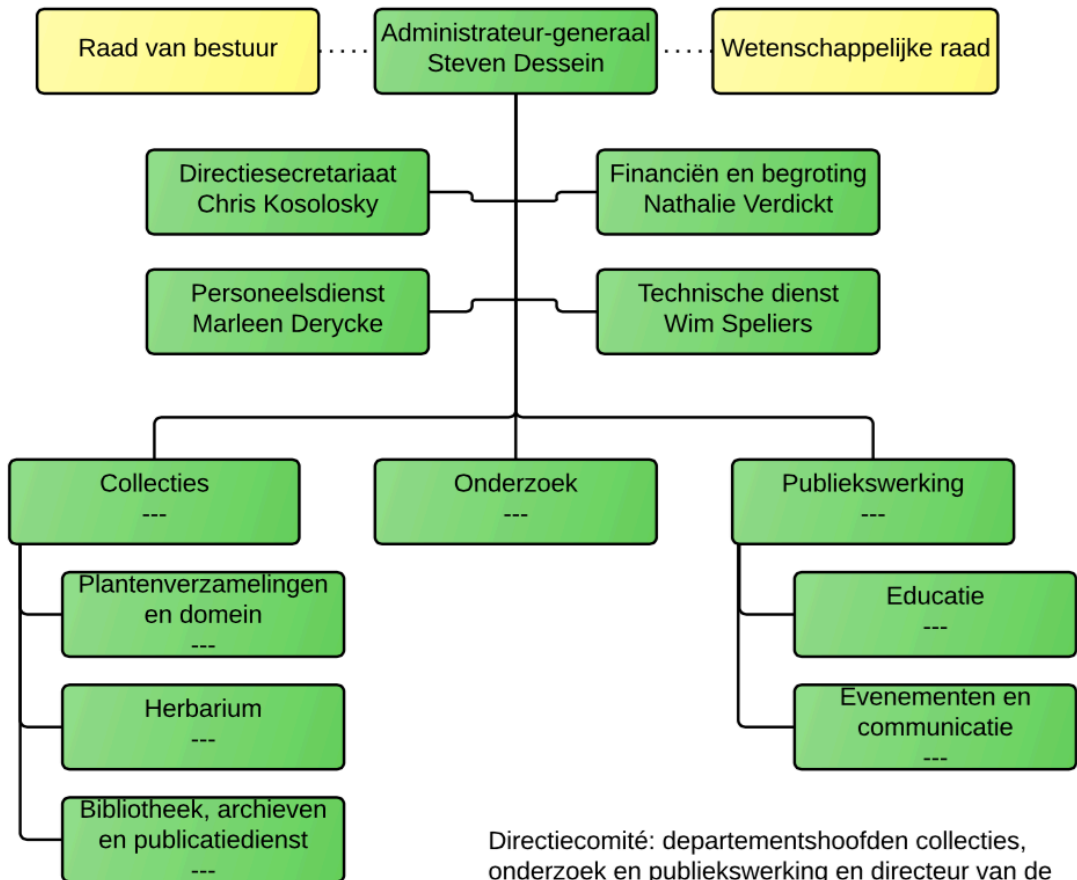 Raad van bestuur
Administrateur-generaal
Steven Dessein
Wetenschappelijke raad
Directiesecretariaat
Chris Kosolosky
Financiën en begroting
Nathalie Verdickt
Personeelsdienst
Marleen Derycke
Technische dienst
Wim Speliers
Collecties
---
Onderzoek
---
Publiekswerking
---
Plantenverzamelingen
en domein
---
Educatie
---
Herbarium
---
Evenementen en
communicatie
---
Bibliotheek, archieven
en publicatiedienst
---
Directiecomité: departementshoofden collecties,
onderzoek en publiekswerking en directeur van de